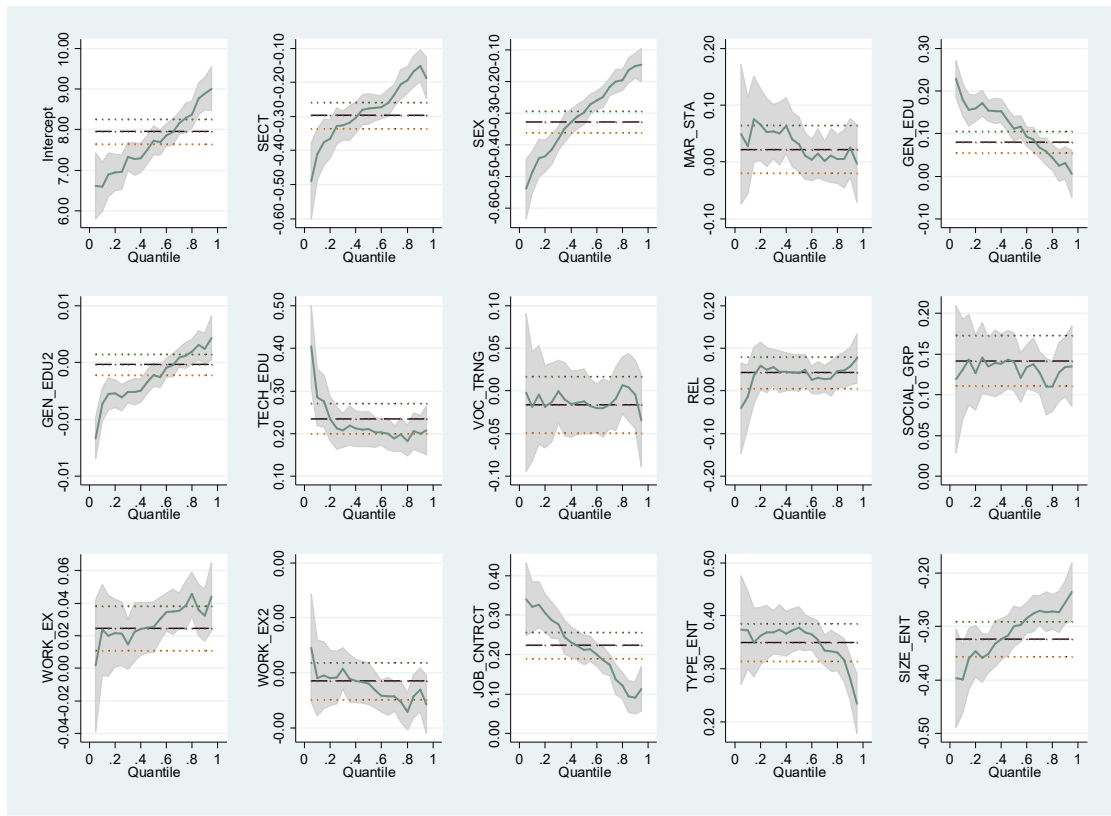 Intercept
6.00 7.00 8.00 9.00 10.00
0 .2 .4 .6 .8 1
Quantile
SECT
-0.60-0.50-0.40-0.30-0.20-0.10
0 .2 .4 .6 .8 1
Quantile
SEX
-0.60-0.50-0.40-0.30-0.20-0.10
0 .2 .4 .6 .8 1
Quantile
MAR_STA
-0.10 0.00 0.10 0.20
0 .2 .4 .6 .8 1
Quantile
GEN_EDU
-0.10 0.00 0.10 0.20 0.30
0 .2 .4 .6 .8 1
Quantile
GEN_EDU2
-0.01 -0.01 0.00 0.01
0 .2 .4 .6 .8 1
Quantile
TECH_EDU
0.10 0.20 0.30 0.40 0.50
0 .2 .4 .6 .8 1
Quantile
VOC_TRNG
-0.10 -0.05 0.00 0.05 0.10
0 .2 .4 .6 .8 1
Quantile
REL
-0.20 -0.10 0.00 0.10 0.20
0 .2 .4 .6 .8 1
Quantile
SOCIAL_GRP
0.00 0.05 0.10 0.15 0.20
0 .2 .4 .6 .8 1
Quantile
WORK_EX
-0.04-0.02 0.00 0.02 0.04 0.06
0 .2 .4 .6 .8 1
Quantile
WORK_EX2
-0.00 0.00 0.00 0.00
0 .2 .4 .6 .8 1
Quantile
JOB_CNTRCT
0.00 0.10 0.20 0.30 0.40
0 .2 .4 .6 .8 1
Quantile
TYPE_ENT
0.20 0.30 0.40 0.50
0 .2 .4 .6 .8 1
Quantile
SIZE_ENT
-0.50 -0.40 -0.30 -0.20
0 .2 .4 .6 .8 1
Quantile